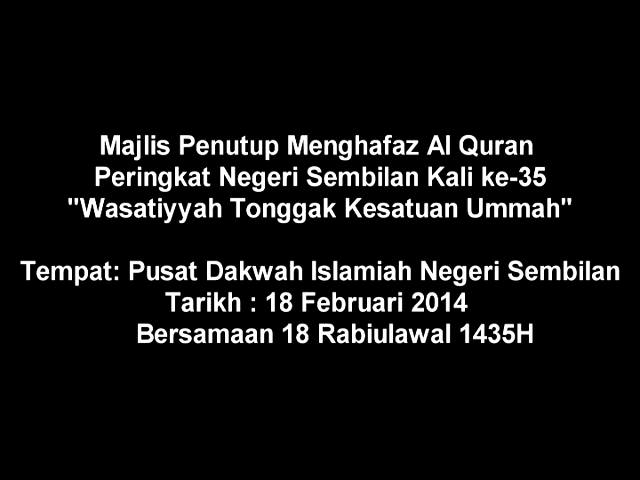 Majlis Penutup Menghafaz Al Quran
Peringkat Negeri Sembilan Kali ke-35
"Wasatiyyah Tonggak Kesatuan Ummah"
Tempat: Pusat Dakwah Islamiah Negeri Sembilan
Tarikh : 18 Februari 2014
Bersamaan 18 Rabiulawal 1435H